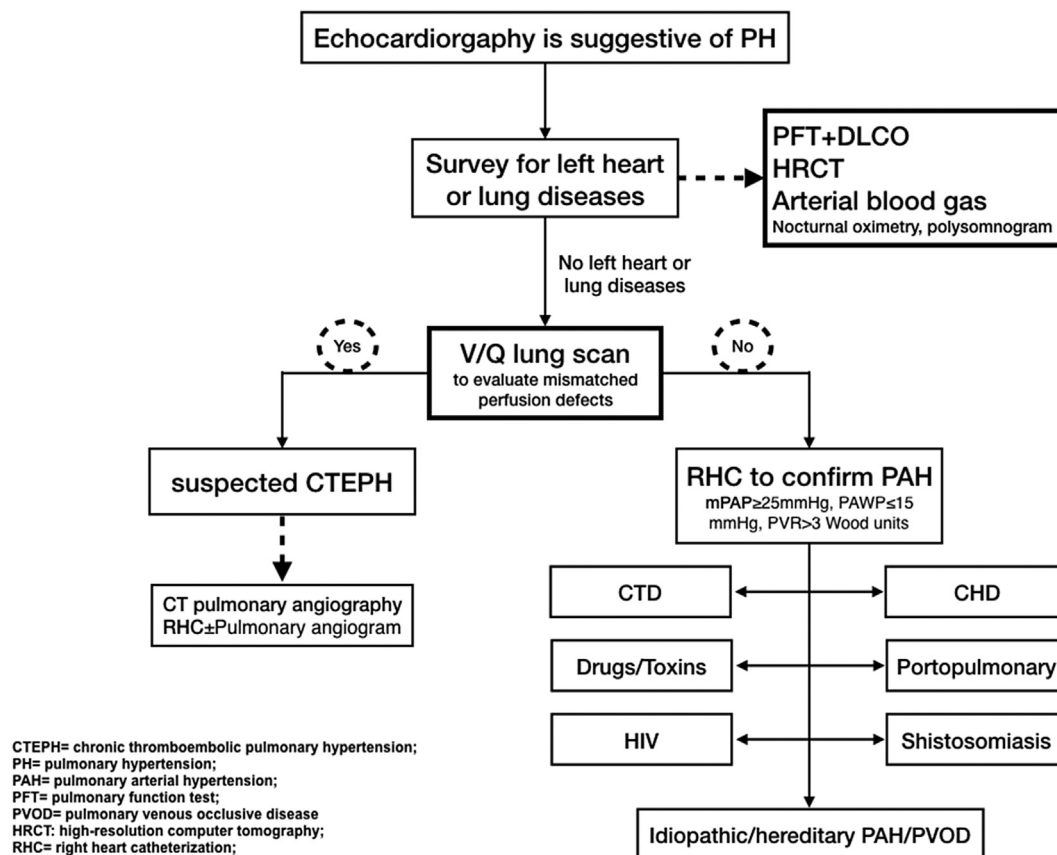 Echocardiorgaphy is suggestive of PH
Survey for left heart
or lung diseases
PFT+DLCO
HRCT
Arterial blood gas
Nocturnal oximetry, polysomnogram
No left heart or
lung diseases
Yes
V/Q lung scan
to evaluate mismatched
perfusion defects
No
suspected CTEPH
RHC to confirm PAH
mPAP≥25mmHg, PAWP≤15
mmHg, PVR>3 Wood units
CT pulmonary angiography
RHC±Pulmonary angiogram
CTD
CHD
Drugs/Toxins
Portopulmonary
HIV
Shistosomiasis
Idiopathic/hereditary PAH/PVOD
CTEPH= chronic thromboembolic pulmonary hypertension;
PH= pulmonary hypertension;
PAH= pulmonary arterial hypertension;
PFT= pulmonary function test;
PVOD= pulmonary venous occlusive disease
HRCT: high-resolution computer tomography;
RHC= right heart catheterization;